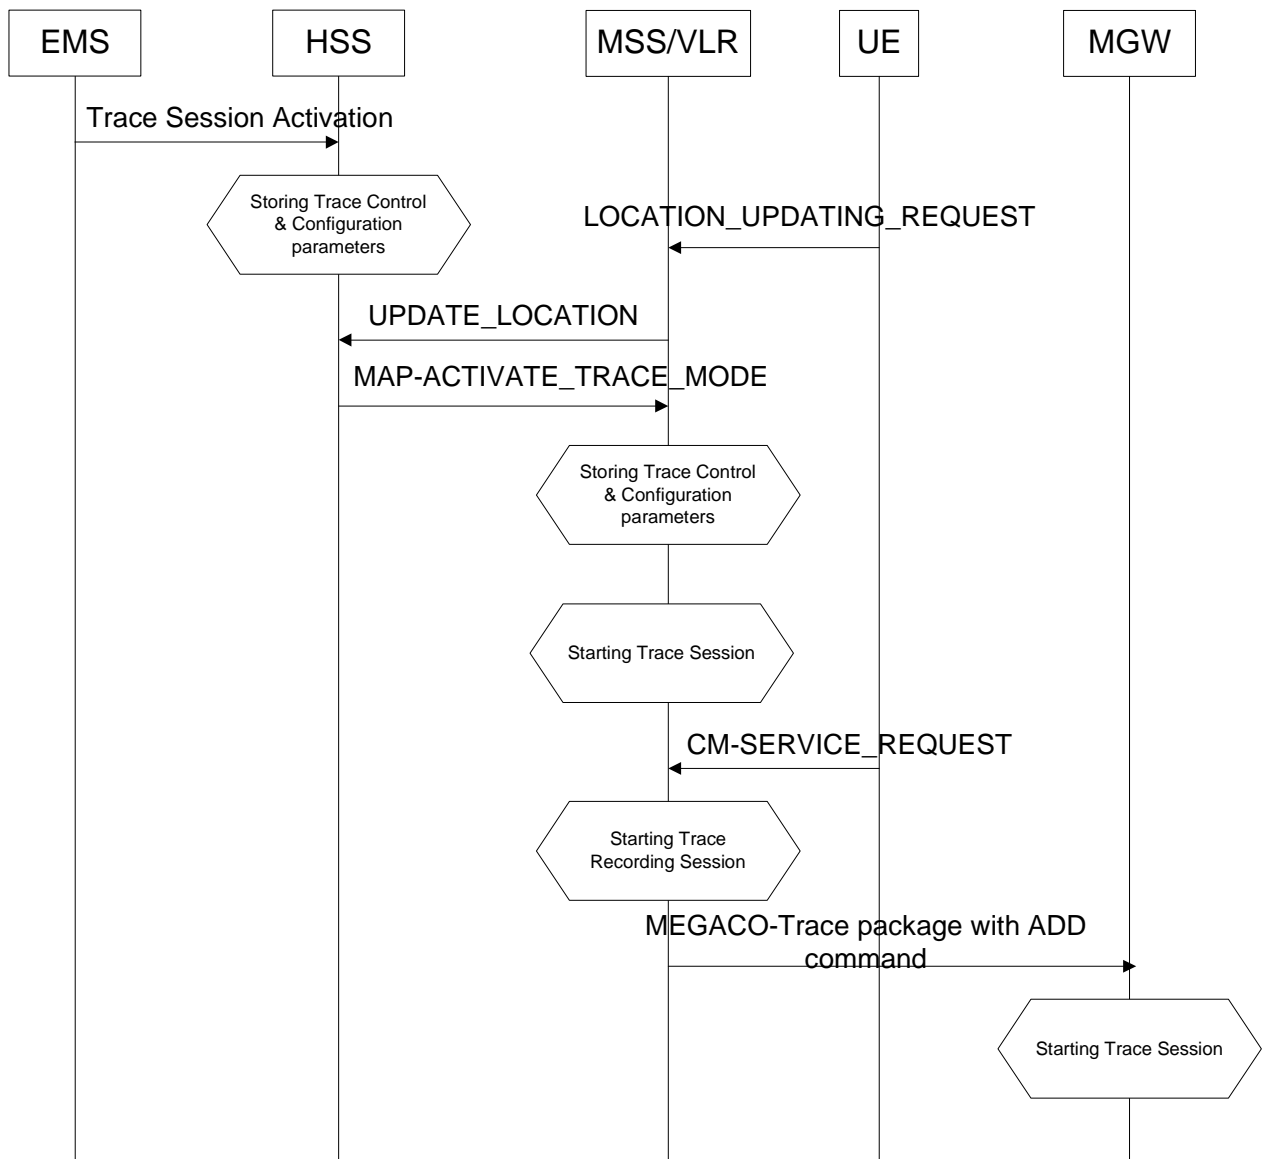 EMS
HSS
MSS/VLR
UE
MGW
Trace Session Activation
Storing Trace Control
& Configuration
parameters
LOCATION_UPDATING_REQUEST
UPDATE_LOCATION
MAP-ACTIVATE_TRACE_MODE
Storing Trace Control
& Configuration
parameters
Starting Trace Session
CM-SERVICE_REQUEST
Starting Trace
Recording Session
MEGACO-Trace package with ADD
command
Starting Trace Session